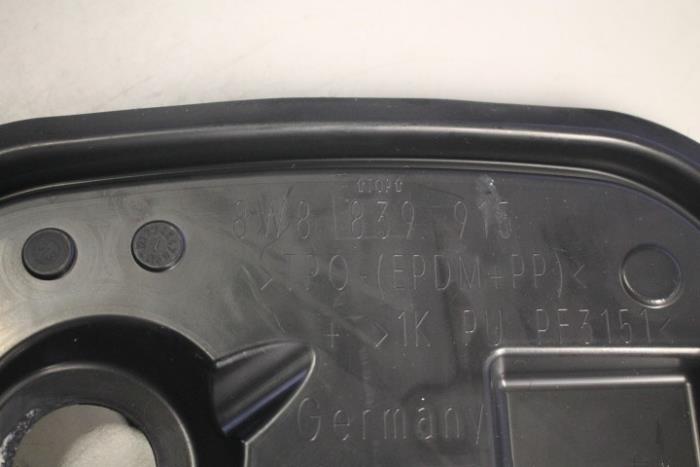 8W8 839 915
>TPO-(EPDM+PP)<
+ >1K PU PF3151<
Germany